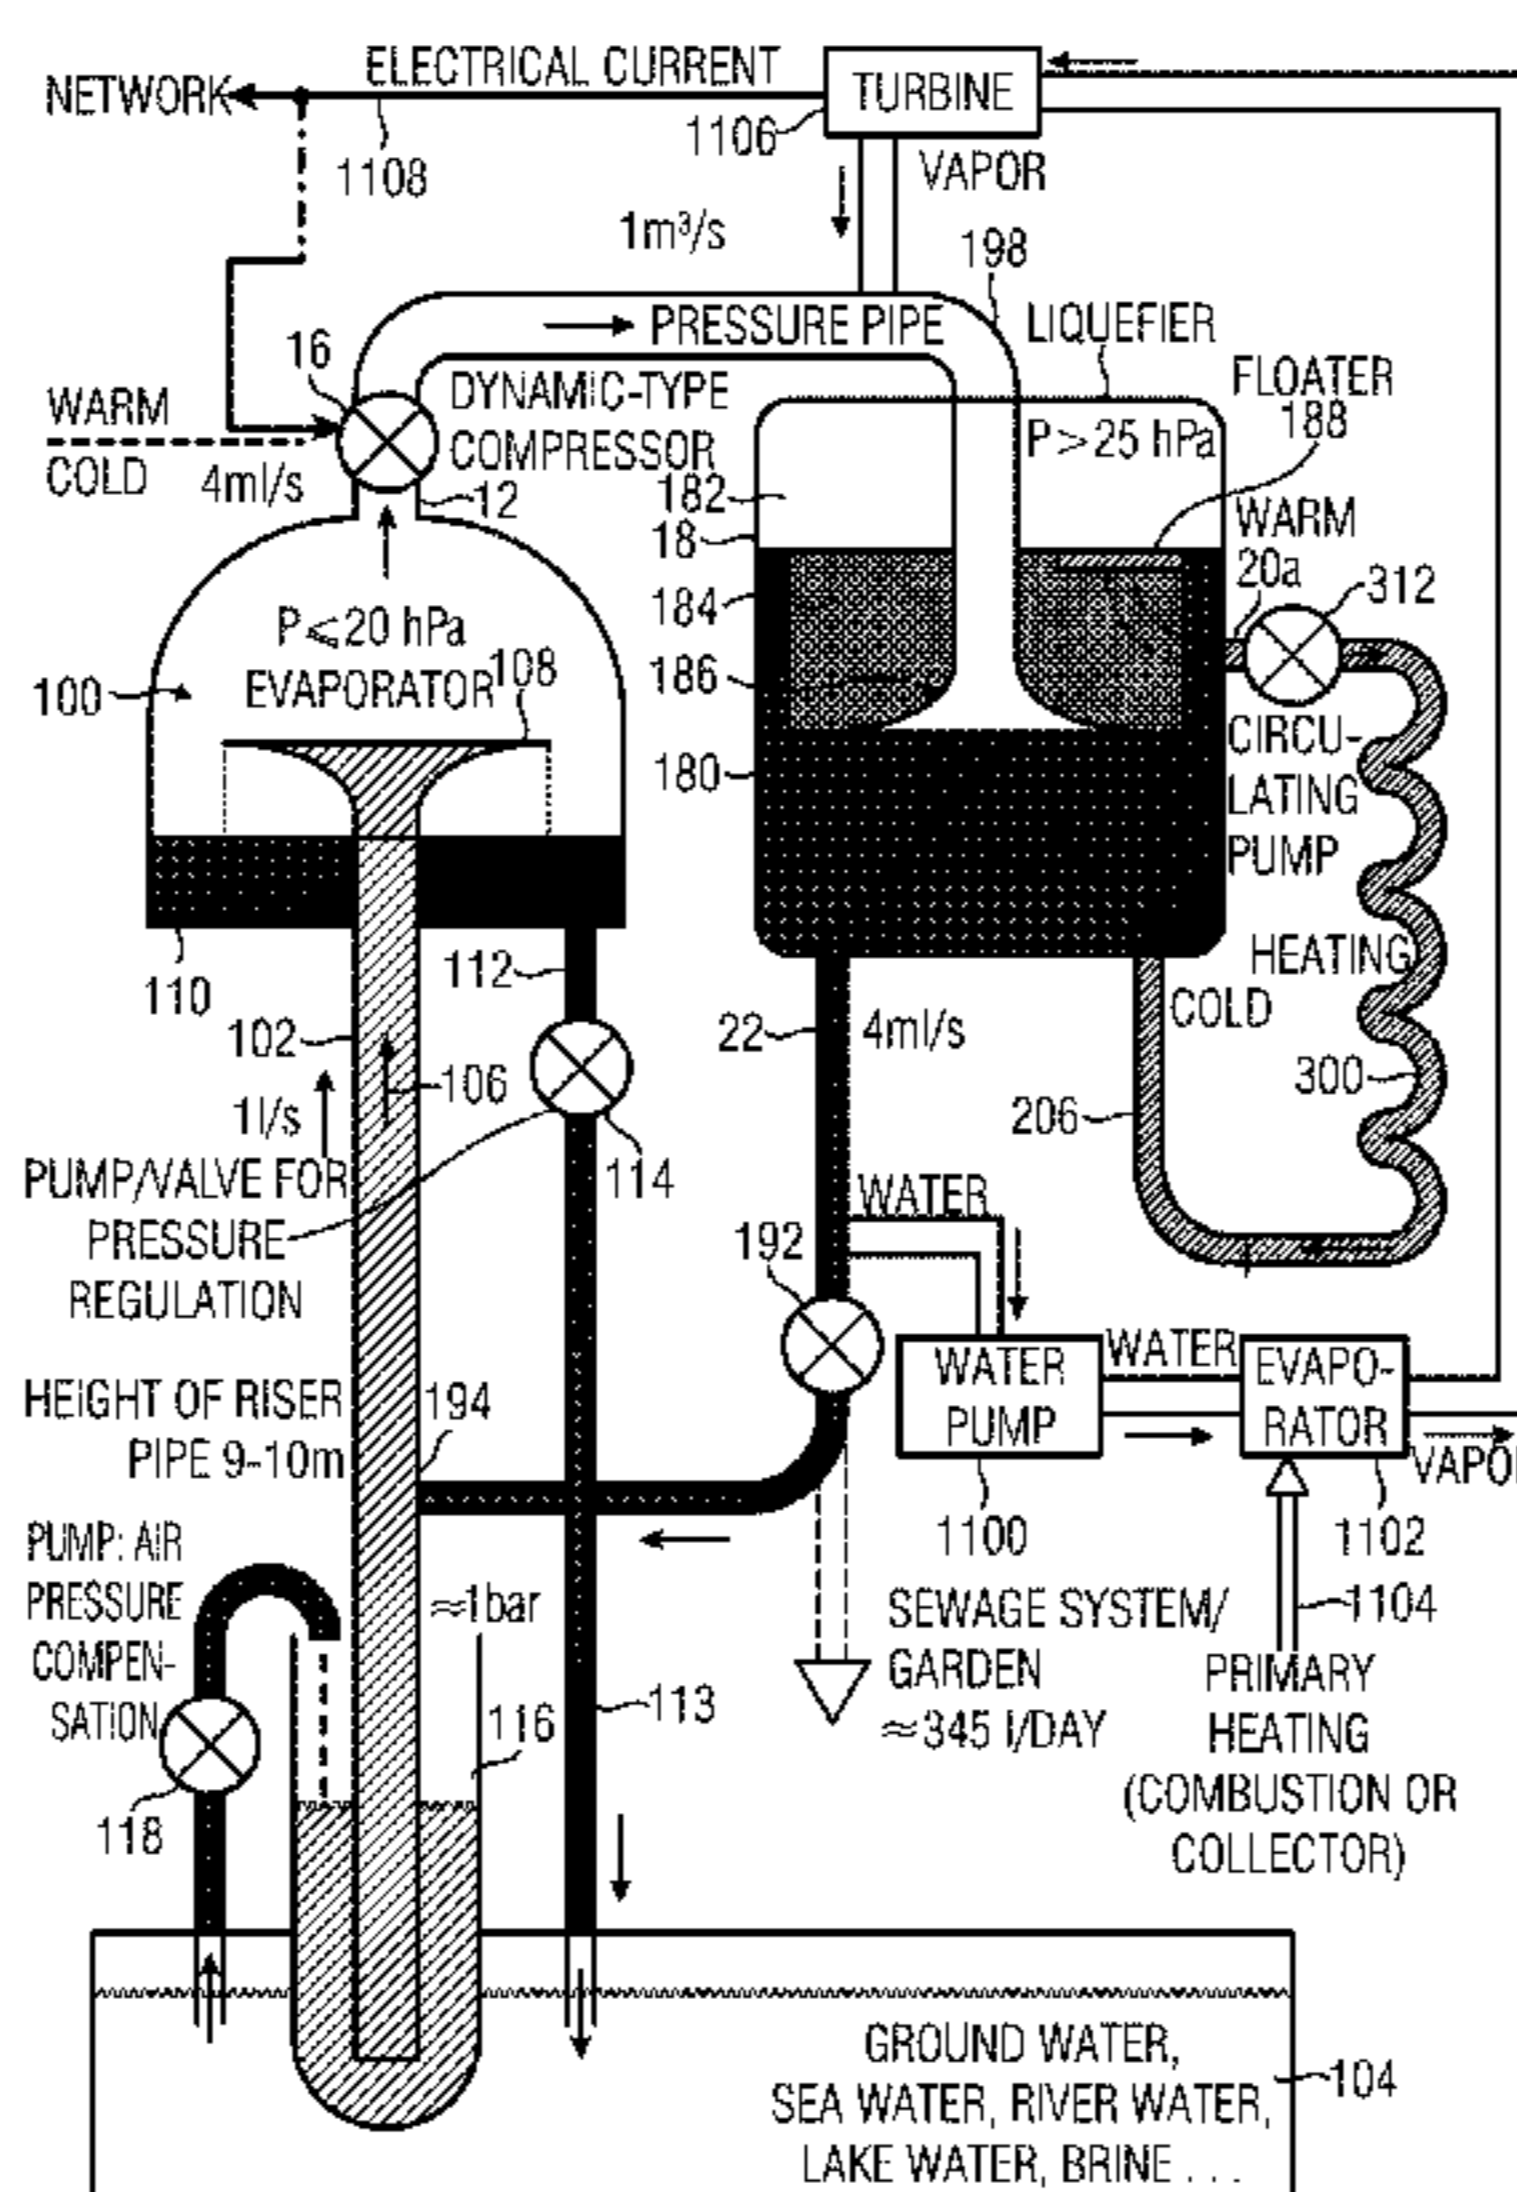 ELECTRICAL CURRENT
NETWORK
TURBINE
1106
1108
VAPOR
1m³/s
198
PRESSURE PIPE
LIQUEFIER
16
FLOATER
188
WARM
COLD
4ml/s
DYNAMIC-TYPE
COMPRESSOR
P>25 hPa
12
182
18
WARM
20a
312
184
P⩽20 hPa
EVAPORATOR
108
100
186
180
CIRCU-
LATING
PUMP
110
112
HEATING
COLD
102
22
4ml/s
106
300
206
1l/s
114
PUMP/VALVE FOR
PRESSURE
REGULATION
WATER
192
WATER
PUMP
WATER
EVAPO-
RATOR
VAPO
HEIGHT OF RISER
PIPE 9-10m
194
1100
1102
PUMP: AIR
PRESSURE
COMPEN-
SATION
≈1bar
1104
SEWAGE SYSTEM/
GARDEN
≈345 l/DAY
PRIMARY
HEATING
(COMBUSTION OR
COLLECTOR)
113
116
118
GROUND WATER,
SEA WATER, RIVER WATER,
LAKE WATER, BRINE . . .
104